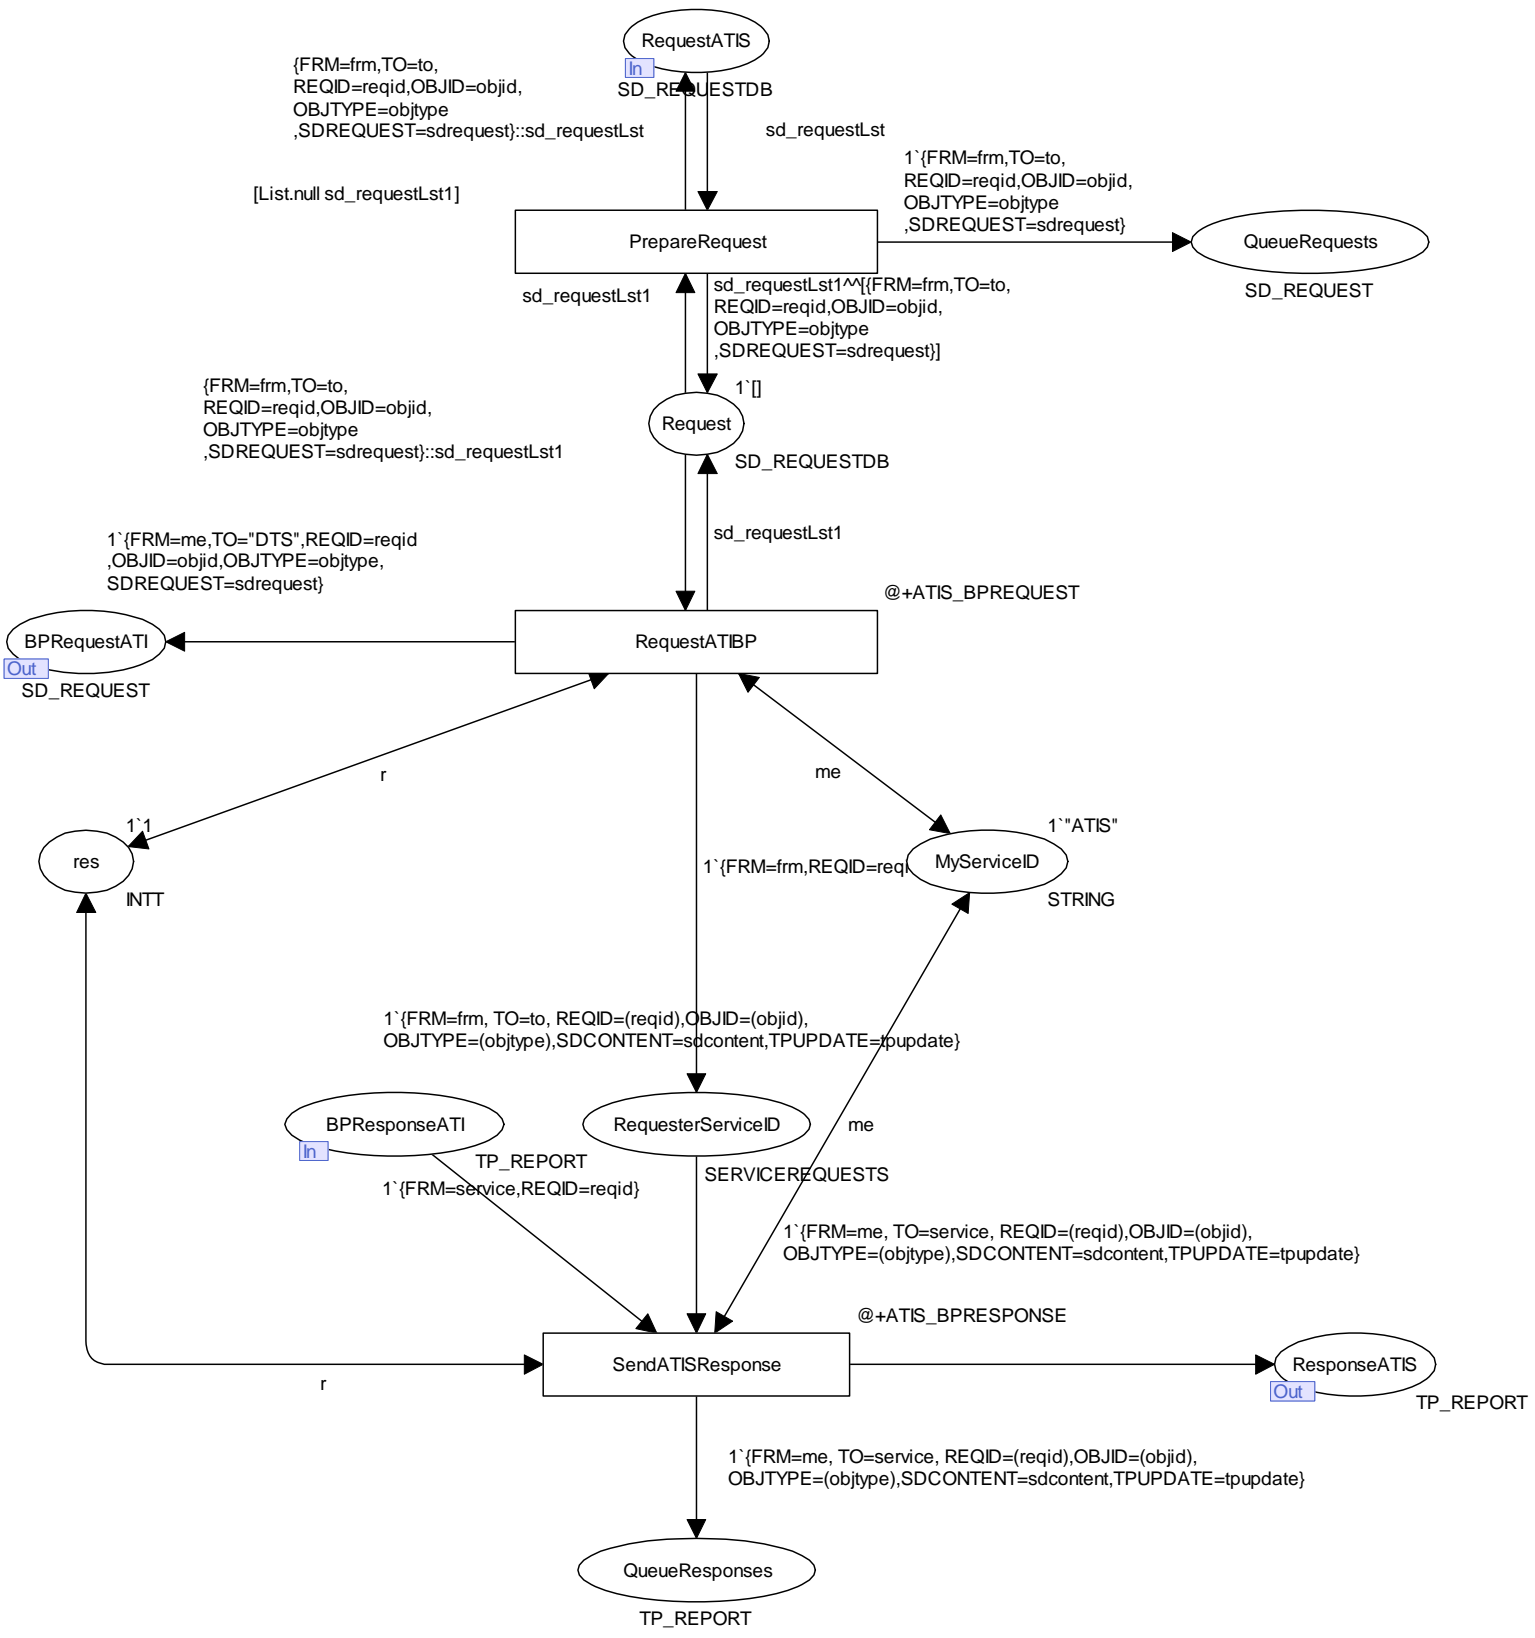 RequestATIS
In
SD_REQUESTDB
{FRM=frm,TO=to,
REQID=reqid,OBJID=objid,
OBJTYPE=objtype
,SDREQUEST=sdrequest}::sd_requestLst
sd_requestLst
[List.null sd_requestLst1]
1`{FRM=frm,TO=to,
REQID=reqid,OBJID=objid,
OBJTYPE=objtype
,SDREQUEST=sdrequest}
PrepareRequest
QueueRequests
SD_REQUEST
sd_requestLst1
sd_requestLst1^^[{FRM=frm,TO=to,
REQID=reqid,OBJID=objid,
OBJTYPE=objtype
,SDREQUEST=sdrequest}]
{FRM=frm,TO=to,
REQID=reqid,OBJID=objid,
OBJTYPE=objtype
,SDREQUEST=sdrequest}::sd_requestLst1
1`[]
Request
SD_REQUESTDB
sd_requestLst1
1`{FRM=me,TO="DTS",REQID=reqid
,OBJID=objid,OBJTYPE=objtype,
SDREQUEST=sdrequest}
@+ATIS_BPREQUEST
BPRequestATI
Out
SD_REQUEST
RequestATIBP
r
me
1`1
res
INTT
1`{FRM=frm,REQID=reqi
1`"ATIS"
MyServiceID
STRING
1`{FRM=frm, TO=to, REQID=(reqid),OBJID=(objid),
OBJTYPE=(objtype),SDCONTENT=sdcontent,TPUPDATE=tpupdate}
BPResponseATI
In
TP_REPORT
RequesterServiceID
SERVICEREQUESTS
me
1`{FRM=service,REQID=reqid}
1`{FRM=me, TO=service, REQID=(reqid),OBJID=(objid),
OBJTYPE=(objtype),SDCONTENT=sdcontent,TPUPDATE=tpupdate}
@+ATIS_BPRESPONSE
SendATISResponse
r
ResponseATIS
Out
TP_REPORT
1`{FRM=me, TO=service, REQID=(reqid),OBJID=(objid),
OBJTYPE=(objtype),SDCONTENT=sdcontent,TPUPDATE=tpupdate}
QueueResponses
TP_REPORT